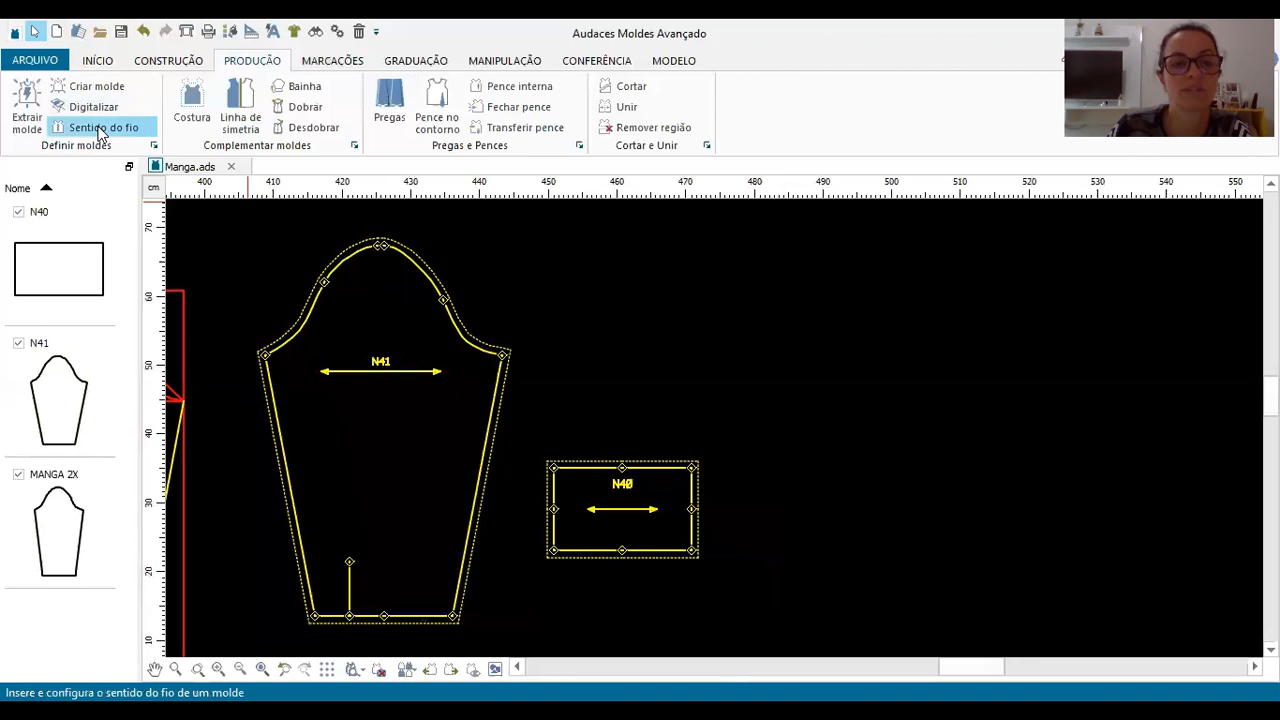 Audaces Moldes Avançado
ARQUIVO INÍCIO CONSTRUÇÃO PRODUÇÃO MARCAÇÕES GRADUAÇÃO MANIPULAÇÃO CONFERÊNCIA MODELO
Extrair molde
Criar molde
Digitalizar
Sentido do fio
Definir moldes
Costura
Linha de simetria
Bainha
Dobrar
Desdobrar
Complementar moldes
Pregas
Pence no contorno
Pence interna
Fechar pence
Transferir pence
Pregas e Pences
Cortar
Unir
Remover região
Cortar e Unir
Manga.ads
Nome
cm 400 410 420 430 440 450 460 470 480 490 500 510 520 530 540 550
N40
N41
MANGA 2X
70
60
50
40
30
20
10
N41
N40
Insere e configura o sentido do fio de um molde